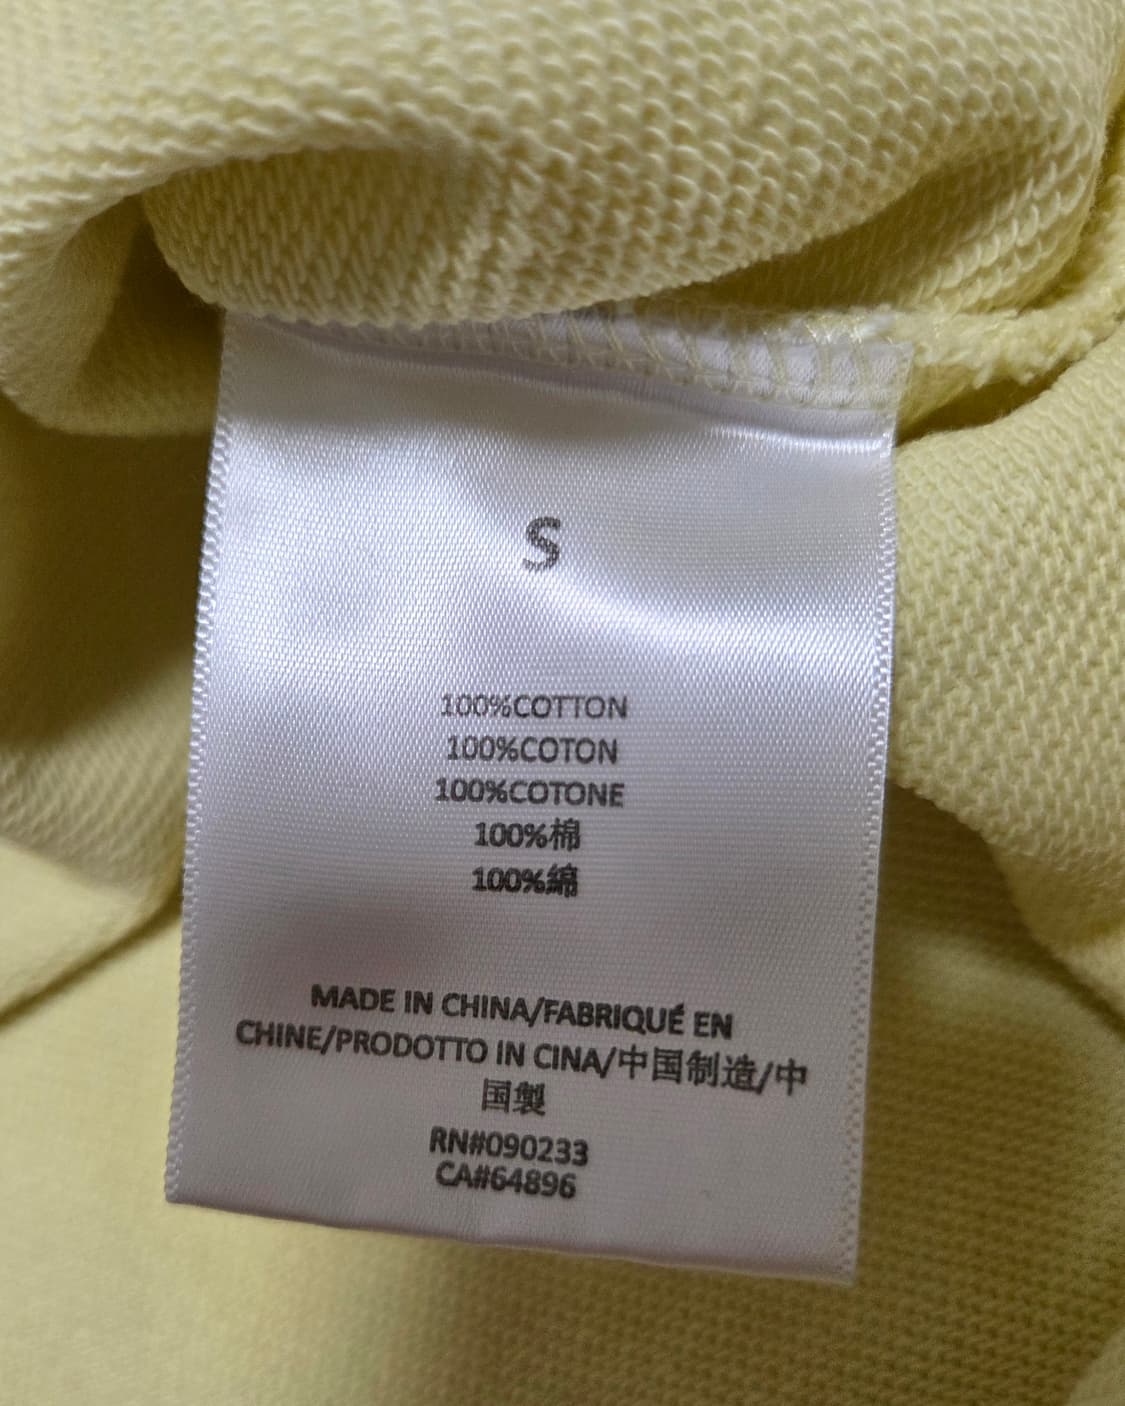 S
100%COTTON
100%COTON
100%COTONE
100%棉
100%綿
MADE IN CHINA/FABRIQUÉ EN
CHINE/PRODOTTO IN CINA/中国制造/中
国製
RN#090233
CA#64896